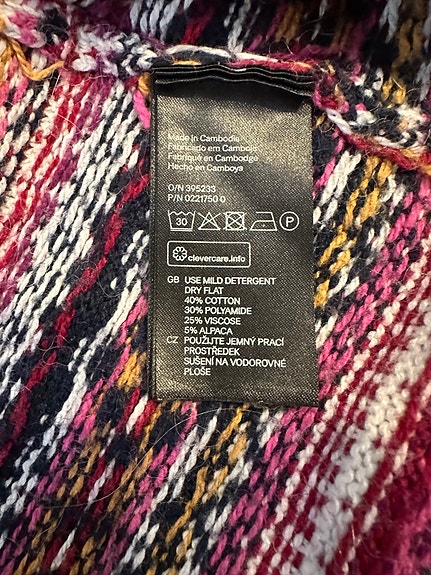 Made in Cambodia
Fabricado em Camboja
Fabriqué en Cambodge
Hecho en Camboya
O/N 395233
P/N 0221750 0
30 P
clevercare.info
GB USE MILD DETERGENT
DRY FLAT
40% COTTON
30% POLYAMIDE
25% VISCOSE
5% ALPACA
CZ POUŽIJTE JEMNÝ PRACÍ
PROSTŘEDEK
SUŠENÍ NA VODOROVNÉ
PLOŠE